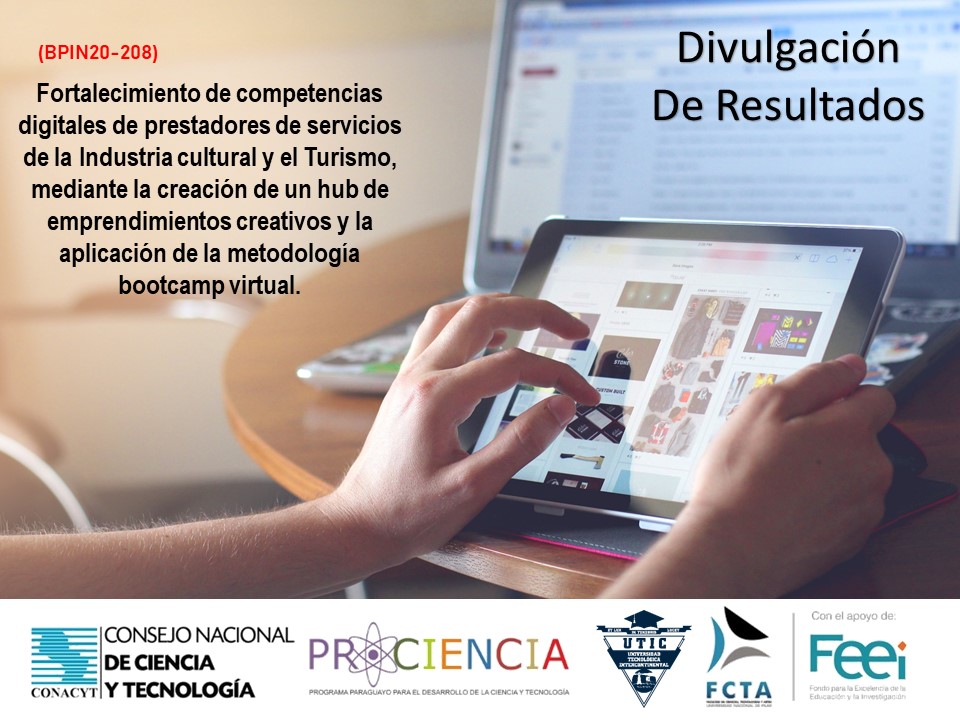 (BPIN20-208)
Fortalecimiento de competencias
digitales de prestadores de servicios
de la Industria cultural y el Turismo,
mediante la creación de un hub de
emprendimientos creativos y la
aplicación de la metodología
bootcamp virtual.
Divulgación
De Resultados
CONACYT
CONSEJO NACIONAL
DE CIENCIA
Y TECNOLOGÍA
PROCIENCIA
PROGRAMA PARAGUAYO PARA EL DESARROLLO DE LA CIENCIA Y TECNOLOGÍA
UTIC
UNIVERSIDAD
TECNOLÓGICA
INTERCONTINENTAL
FCTA
Con el apoyo de:
Feei
Fondo para la Excelencia de la
Educación y la Investigación